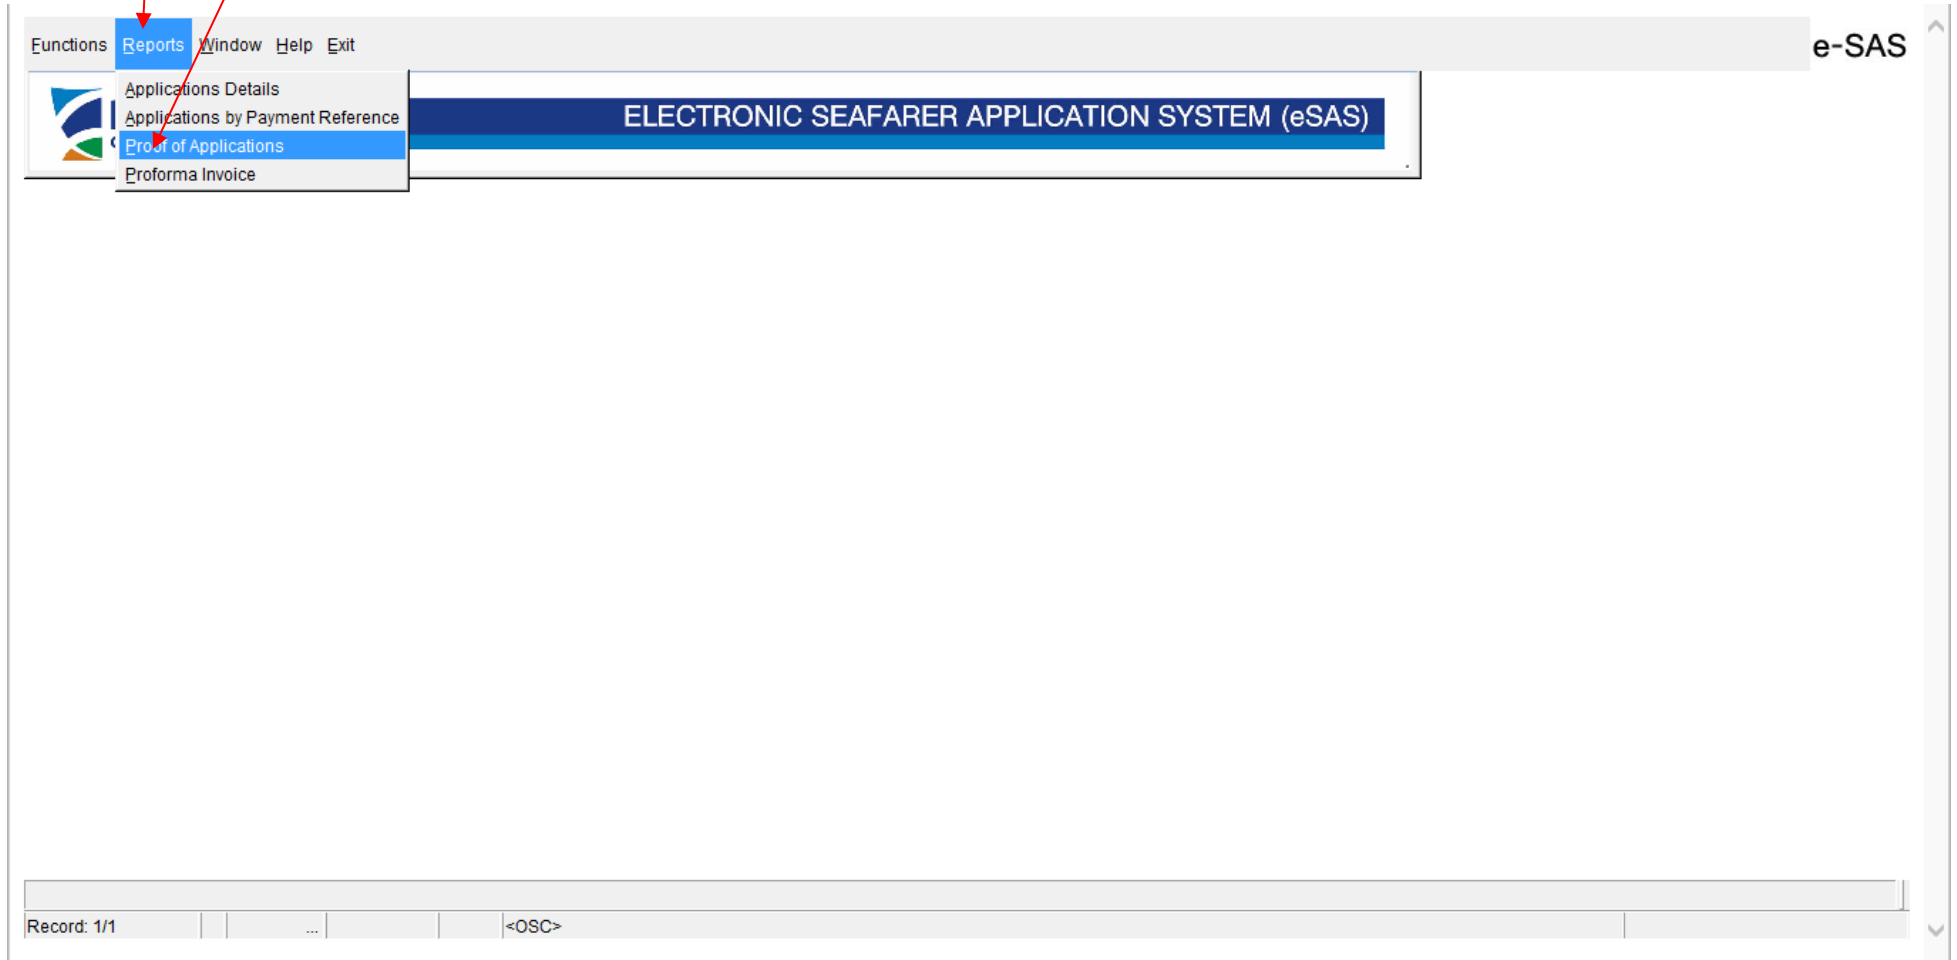 Functions Reports Window Help Exit
e-SAS
Applications Details
Applications by Payment Reference
Proof of Applications
Proforma Invoice
ELECTRONIC SEAFARER APPLICATION SYSTEM (eSAS)
Record: 1/1 ... <OSC>